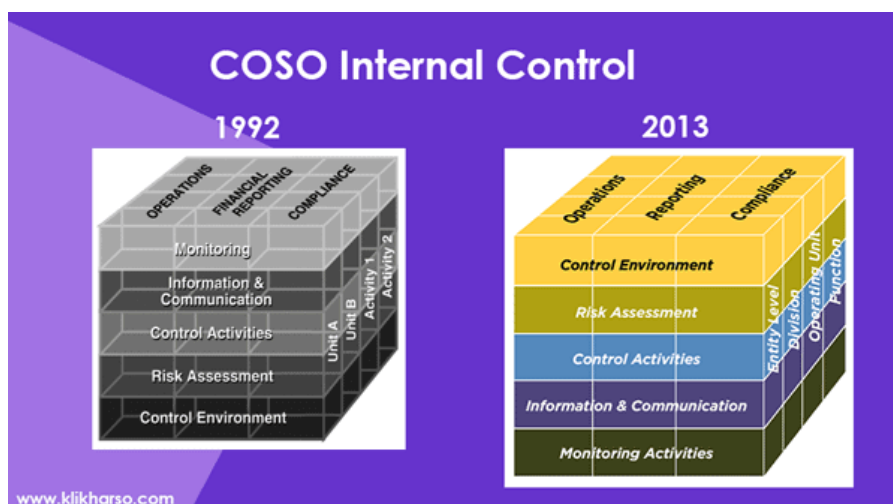 COSO Internal Control
1992
OPERATIONS
FINANCIAL
REPORTING
COMPLIANCE
Monitoring
Information &
Communication
Control Activities
Risk Assessment
Control Environment
Unit A
Unit B
Activity 1
Activity 2
2013
Operations
Reporting
Compliance
Control Environment
Risk Assessment
Control Activities
Information & Communication
Monitoring Activities
Entity Level
Division
Operating Unit
Function
www.klikharso.com